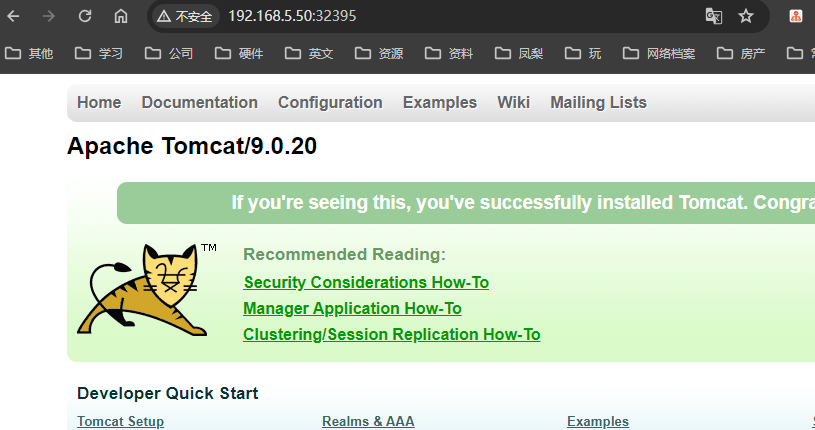 不安全 192.168.5.50:32395
其他 学习 公司 硬件 英文 资源 资料 凤梨 玩 网络档案 房产
Home Documentation Configuration Examples Wiki Mailing Lists
Apache Tomcat/9.0.20
If you're seeing this, you've successfully installed Tomcat. Congra
TM
Recommended Reading:
Security Considerations How-To
Manager Application How-To
Clustering/Session Replication How-To
Developer Quick Start
Tomcat Setup Realms & AAA Examples